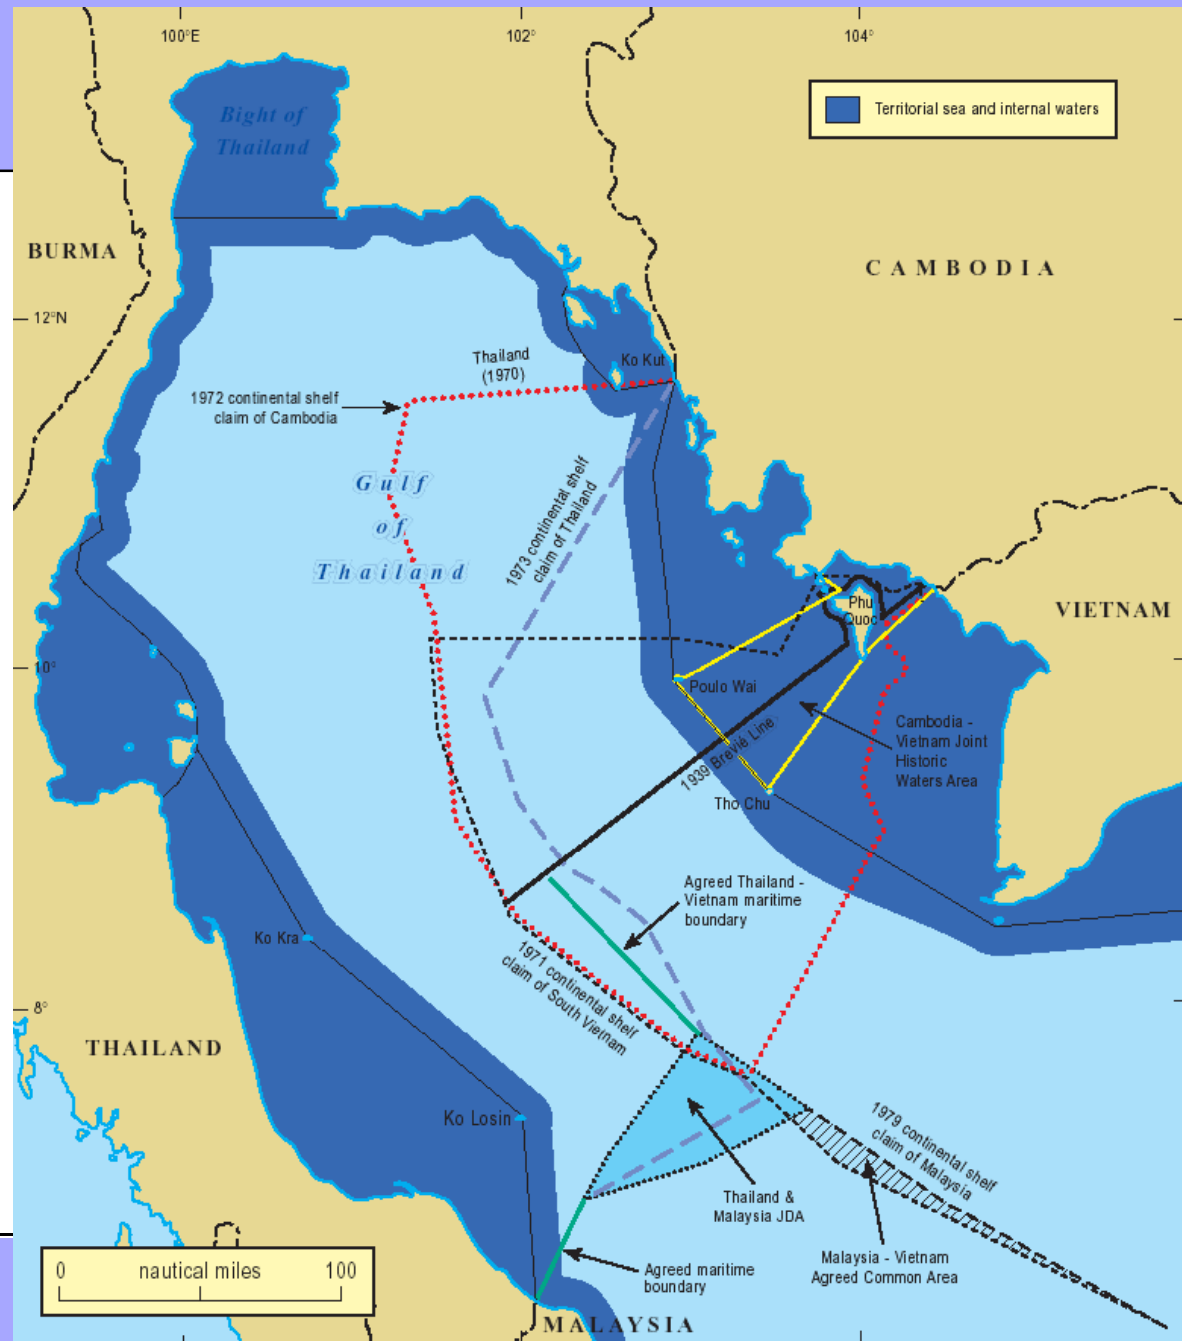 100°E
102°
104°
Bight of
Thailand
Territorial sea and internal waters
BURMA
CAMBODIA
12°N
Ko Kut
Thailand
(1970)
1972 continental shelf
claim of Cambodia
Gulf
of
Thailand
1973 continental shelf
claim of Thailand
Phu
Quoc
VIETNAM
10°
Poulo Wai
1939 Brevié Line
Cambodia -
Vietnam Joint
Historic
Waters Area
Tho Chu
Agreed Thailand -
Vietnam maritime
boundary
Ko Kra
1971 continental shelf
claim of South Vietnam
8°
THAILAND
Ko Losin
1979 continental shelf
claim of Malaysia
Thailand &
Malaysia JDA
Malaysia - Vietnam
Agreed Common Area
0 nautical miles 100
Agreed maritime
boundary
MALAYSIA